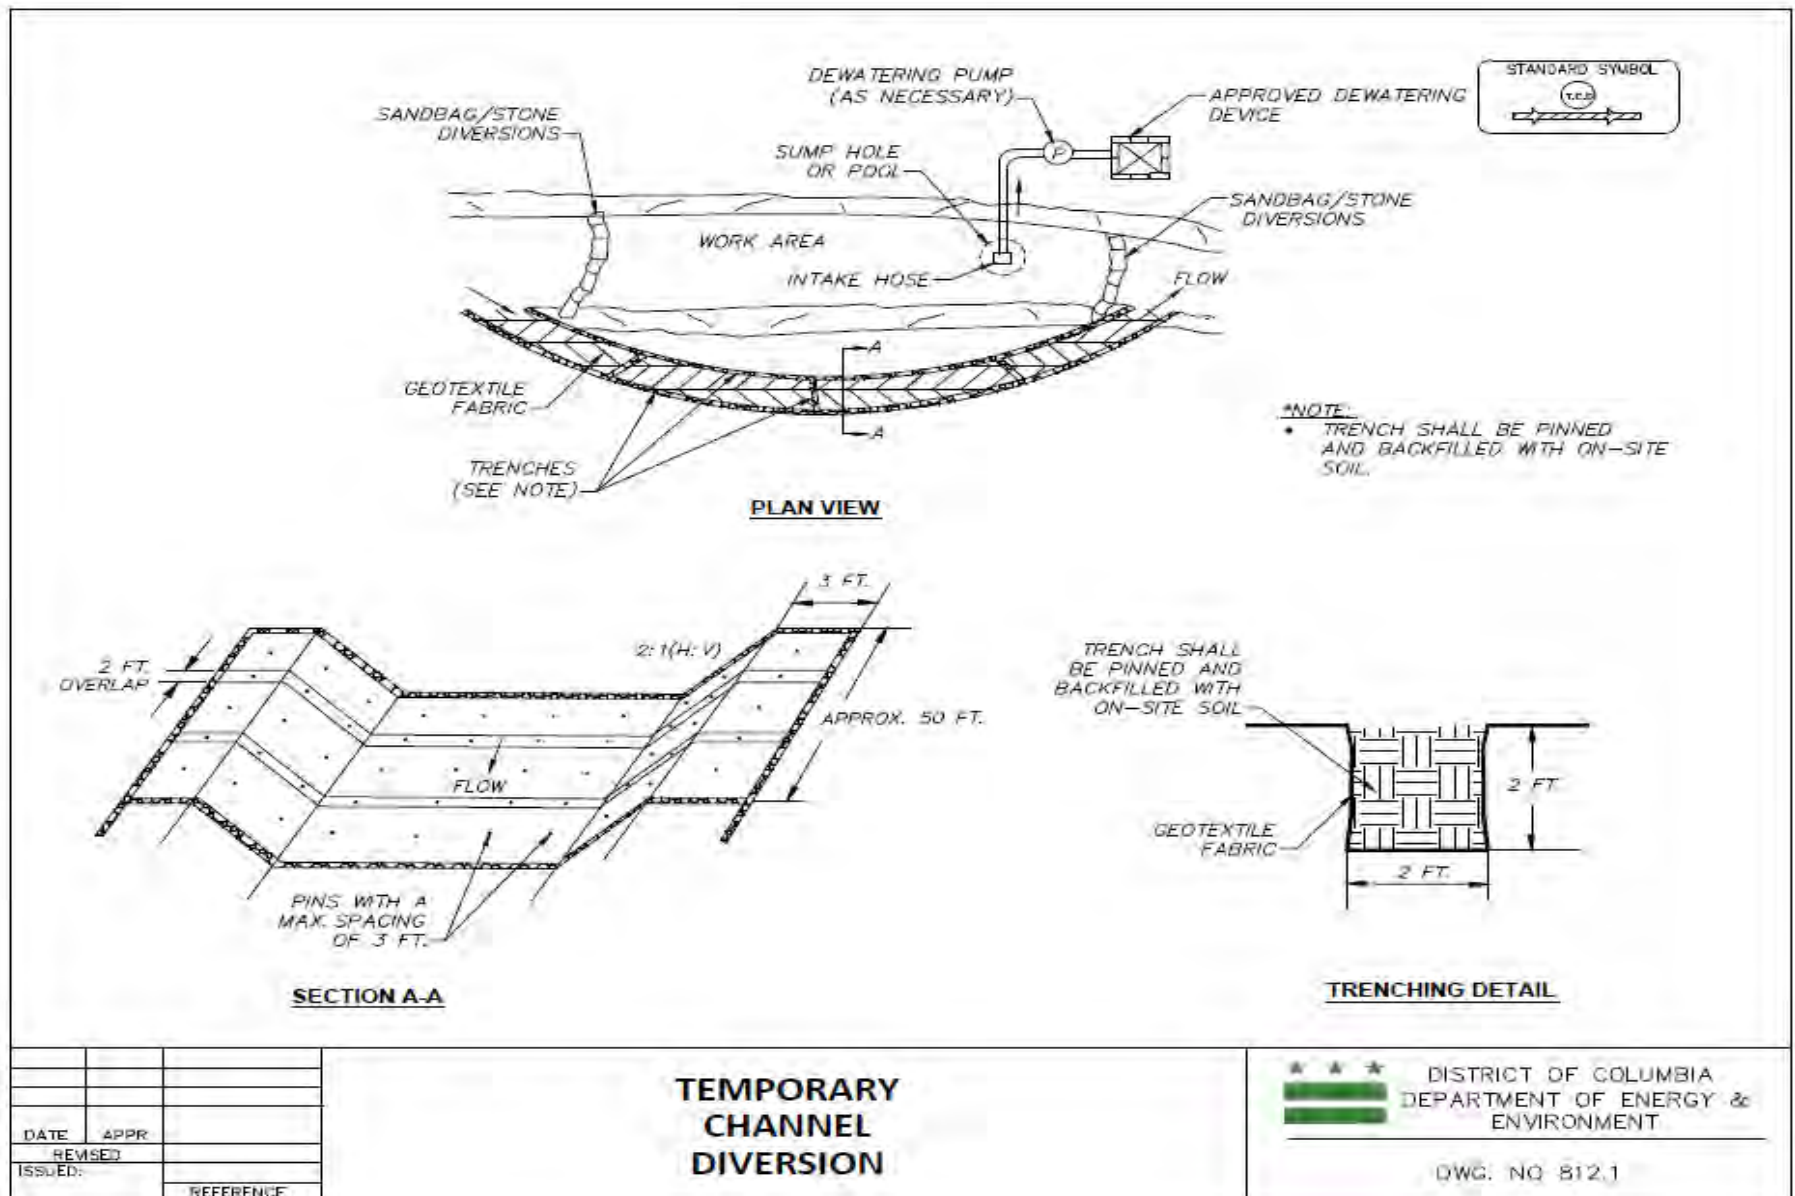 DEWATERING PUMP
(AS NECESSARY)
STANDARD SYMBOL
T.C.D
APPROVED DEWATERING
DEVICE
SANDBAG/STONE
DIVERSIONS
SUMP HOLE
OR POOL
P
SANDBAG/STONE
DIVERSIONS
WORK AREA
INTAKE HOSE
FLOW
A
GEOTEXTILE
FABRIC
A
*NOTE:
• TRENCH SHALL BE PINNED
AND BACKFILLED WITH ON-SITE
SOIL.
TRENCHES
(SEE NOTE)
PLAN VIEW
3 FT.
2:1(H:V)
2 FT.
OVERLAP
APPROX. 50 FT.
FLOW
PINS WITH A
MAX. SPACING
OF 3 FT.
SECTION A-A
TRENCH SHALL
BE PINNED AND
BACKFILLED WITH
ON-SITE SOIL
2 FT.
GEOTEXTILE
FABRIC
2 FT.
TRENCHING DETAIL
DATE APPR
REVISED
ISSUED:
REFERENCE
TEMPORARY
CHANNEL
DIVERSION
DISTRICT OF COLUMBIA
DEPARTMENT OF ENERGY &
ENVIRONMENT
DWG. NO 812.1